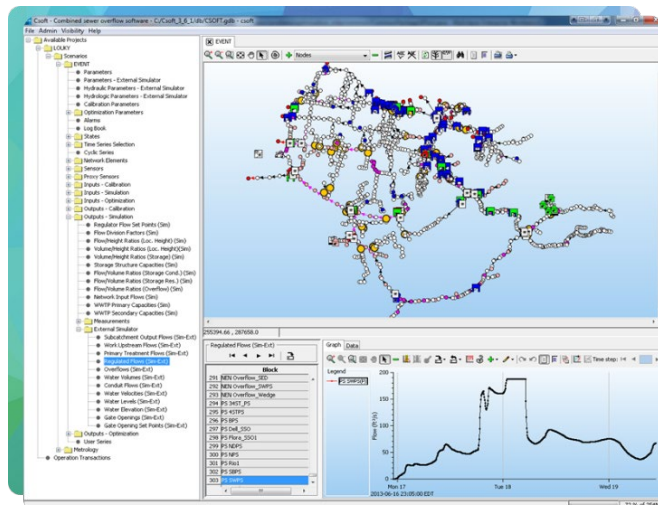 Csoft - Combined sewer overflow software - C:/Csoft_3_6_1/db/CSOFT.gdb - csoft
File Admin Visibility Help
Available Projects
LOUKY
Scenarios
EVENT
Parameters
Parameters - External Simulator
Hydraulic Parameters - External Simulator
Hydrologic Parameters - External Simulator
Calibration Parameters
Optimization Parameters
Alarms
Log Book
States
Time Series Selection
Cyclic Series
Network Elements
Sensors
Proxy Sensors
Inputs - Calibration
Inputs - Simulation
Inputs - Optimization
Outputs - Calibration
Outputs - Simulation
Regulator Flow Set Points (Sim)
Flow Division Factors (Sim)
Flow/Height Ratios (Loc. Height) (Sim)
Volume/Height Ratios (Loc. Height)(Sim)
Volume/Height Ratios (Storage) (Sim)
Storage Structure Capacities (Sim)
Flow/Volume Ratios (Storage Cond.) (Sim)
Flow/Volume Ratios (Storage Res.) (Sim)
Flow/Volume Ratios (Overflow) (Sim)
Network Input Flows (Sim)
WWTP Primary Capacities (Sim)
WWTP Secondary Capacities (Sim)
Measurements
External Simulator
Subcatchment Output Flows (Sim-Ext)
Work Upstream Flows (Sim-Ext)
Primary Treatment Flows (Sim-Ext)
Regulated Flows (Sim-Ext)
Overflows (Sim-Ext)
Water Volumes (Sim-Ext)
Conduit Flows (Sim-Ext)
Water Velocities (Sim-Ext)
Water Levels (Sim-Ext)
Water Elevation (Sim-Ext)
Gate Openings (Sim-Ext)
Gate Opening Set Points (Sim-Ext)
Outputs - Optimization
User Series
Metrology
Operation Transactions
EVENT
Nodes
255394.66 , 287658.0
Regulated Flows (Sim-Ext)
Block
291 NEN Overflow_SED
292 NEN Overflow_SWPS
293 NEN Overflow_Wedge
294 PS 34ST_PS
295 PS 43TPS
296 PS BPS
297 PS Dell_SSO
298 PS Flora_SSO1
299 PS NDPS
300 PS NPS
301 PS Rio1
302 PS SBPS
303 PS SWPS
Graph Data
Time step:
Legend
PS SWPS(R)
Flow (ft³/s)
200
150
100
50
0
Mon 17
Tue 18
Wed 19
2013-06-16 23:05:00 EDT